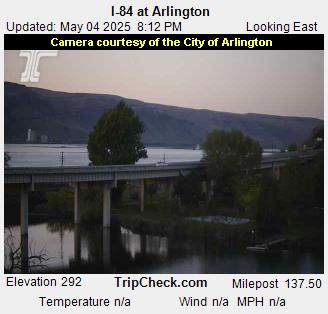 I-84 at Arlington
Updated: May 04 2025 8:12 PM Looking East
Camera courtesy of the City of Arlington
Elevation 292 TripCheck.com Milepost 137.50
Temperature n/a Wind n/a MPH n/a